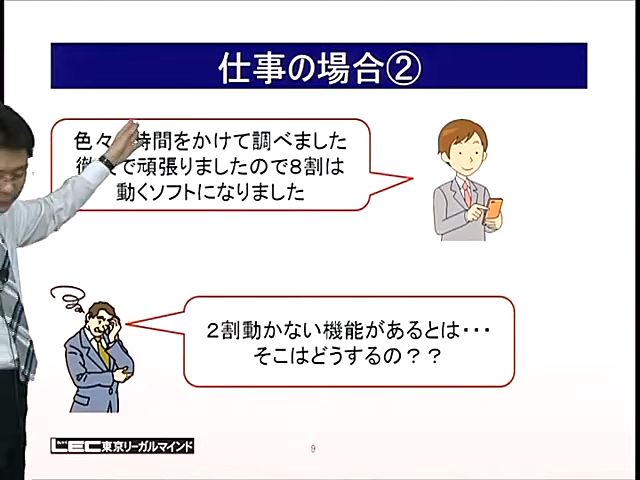 仕事の場合②
色々 時間をかけて調べました
徹 で頑張りましたので8割は
動くソフトになりました
2割動かない機能があるとは・・・
そこはどうするの？？
LEC東京リーガルマインド
9